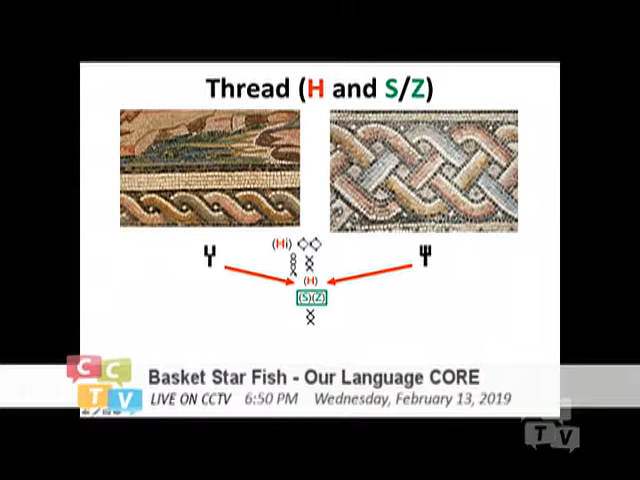 Thread (H and S/Z)
(Hi)
(H)
(S)(Z)
CC
TV
Basket Star Fish - Our Language CORE
LIVE ON CCTV 6:50 PM Wednesday, February 13, 2019
TV